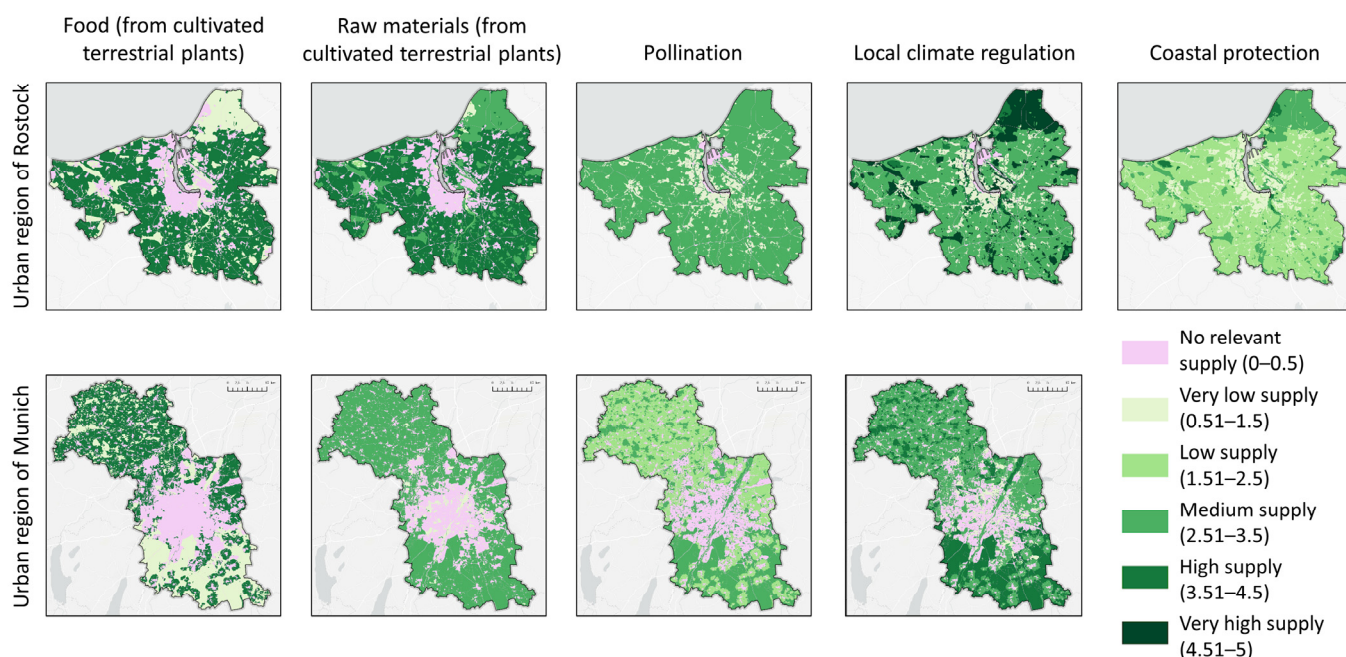 Food (from cultivated
terrestrial plants)
Raw materials (from
cultivated terrestrial plants)
Pollination
Local climate regulation
Coastal protection
Urban region of Rostock
Urban region of Munich
No relevant
supply (0–0.5)
Very low supply
(0.51–1.5)
Low supply
(1.51–2.5)
Medium supply
(2.51–3.5)
High supply
(3.51–4.5)
Very high supply
(4.51–5)